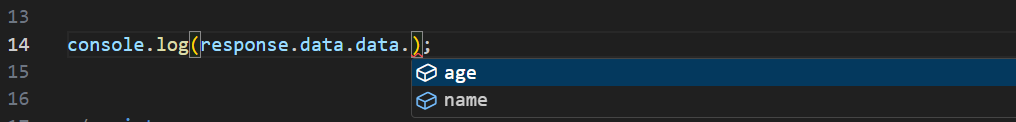 13
14 console.log(response.data.data.);
15 age
16 name